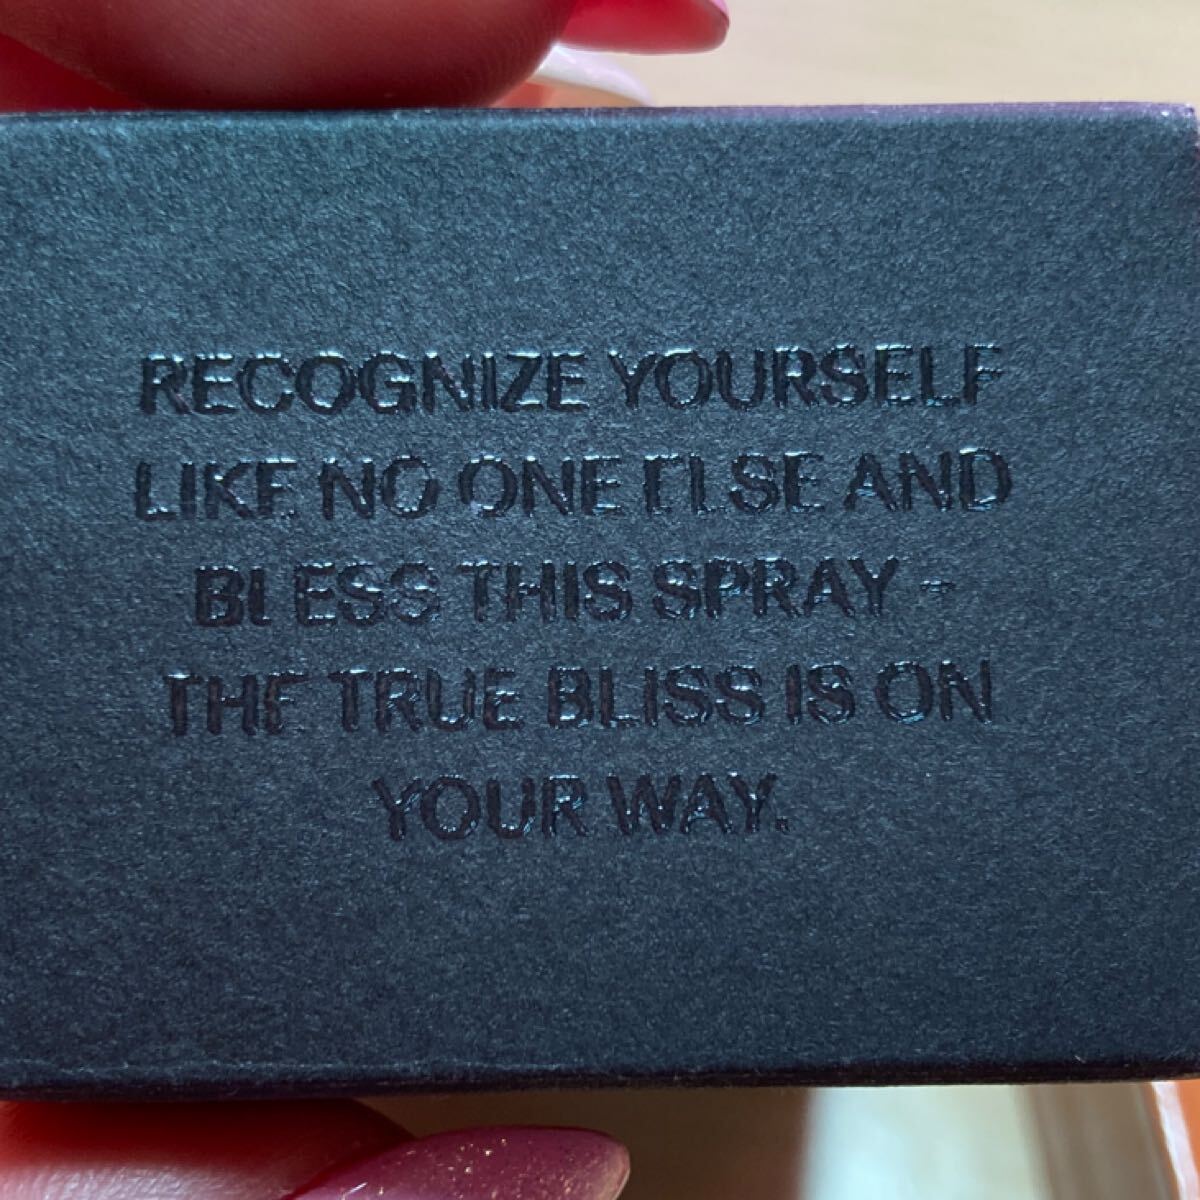 RECOGNIZE YOURSELF
LIKE NO ONE ELSE AND
BLESS THIS SPRAY -
THE TRUE BLISS IS ON
YOUR WAY.